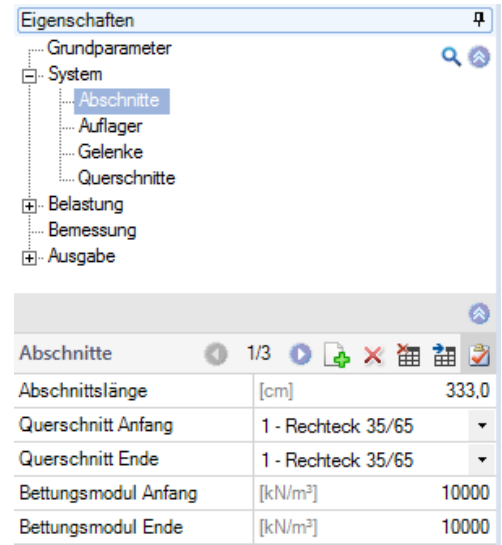 Eigenschaften
Grundparameter
System
Abschnitte
Auflager
Gelenke
Querschnitte
Belastung
Bemessung
Ausgabe
Abschnitte 1/3
Abschnittslänge [cm] 333,0
Querschnitt Anfang 1 - Rechteck 35/65
Querschnitt Ende 1 - Rechteck 35/65
Bettungsmodul Anfang [kN/m³] 10000
Bettungsmodul Ende [kN/m³] 10000